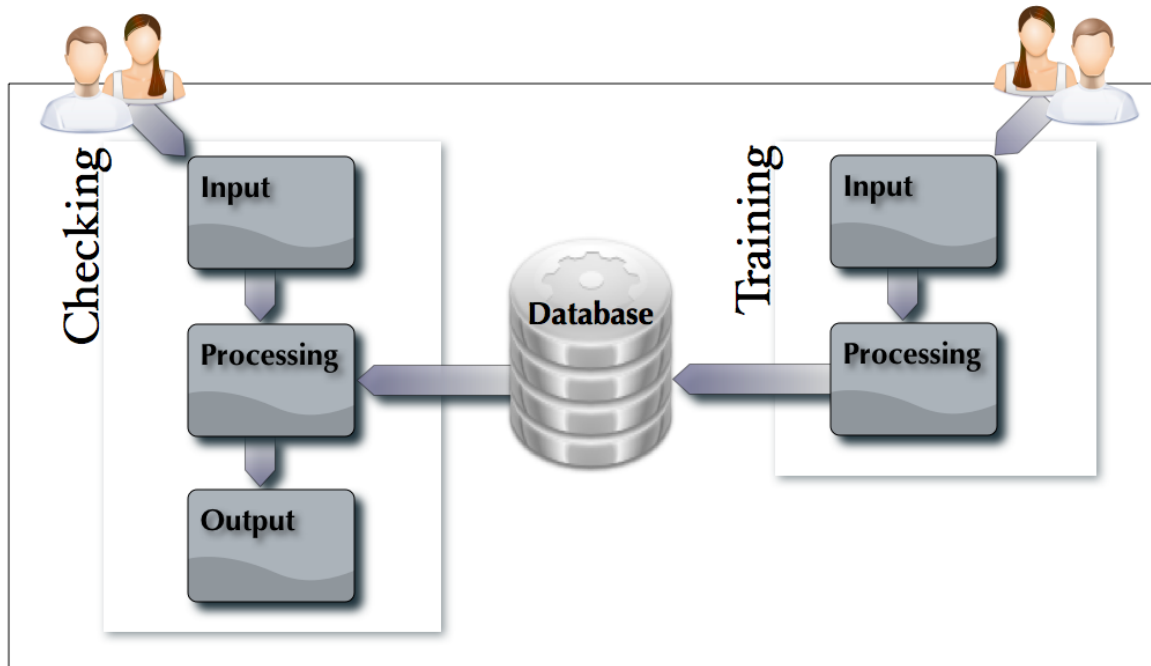 Checking
Input
Processing
Output
Database
Training
Input
Processing